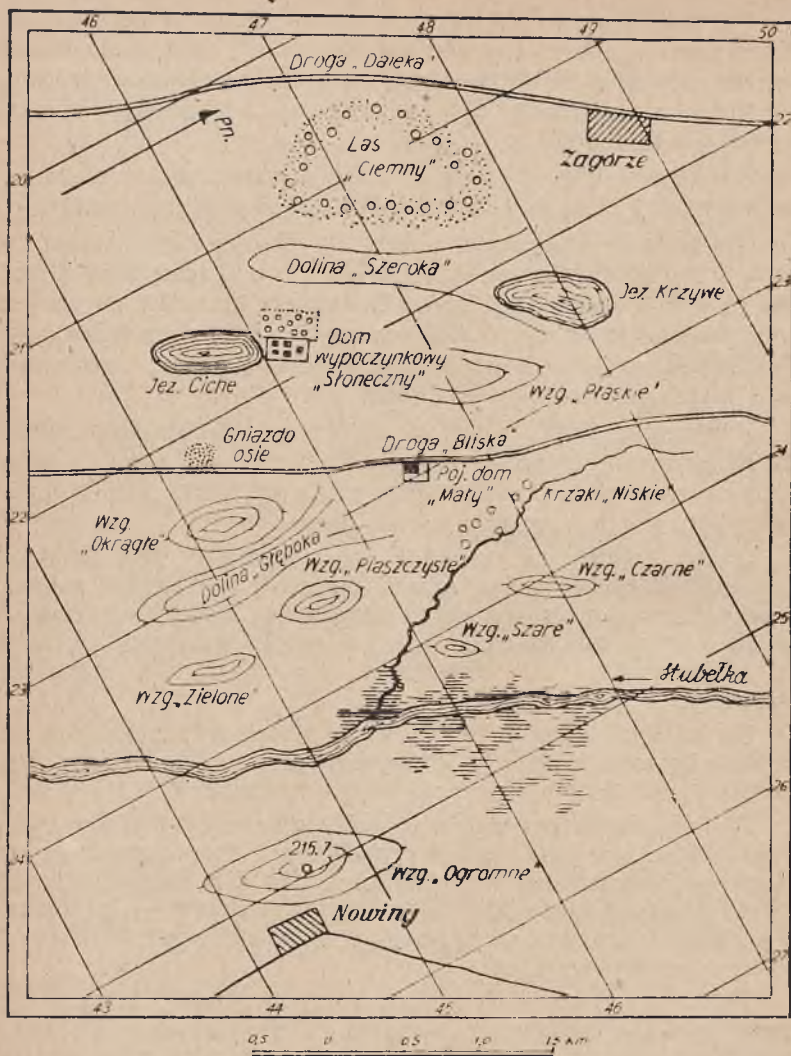 46 47 48 49 50
Droga „Daleka"
22
Pn.
Las
„Ciemny"
Zagórze
20
Dolina „Szeroka"
23
Jez. Krzywe
21
Dom
wypoczynkowy
„Słoneczny"
Jez. Ciche
Wzg. „Płaskie"
Gniazdo
osie
Droga „Bliska"
24
Poj. dom
„Mały"
Krzaki „Niskie"
22
Wzg.
„Okrągłe"
Dolina „Głęboka"
Wzg. „Piaszczyste"
Wzg. „Czarne"
25
Wzg. „Szare"
Stubełka
23
Wzg. „Zielone"
26
24
215.7
Wzg. „Ogromne"
Nowiny
27
43 44 45 46
0,5 0 0,5 1,0 1,5 km